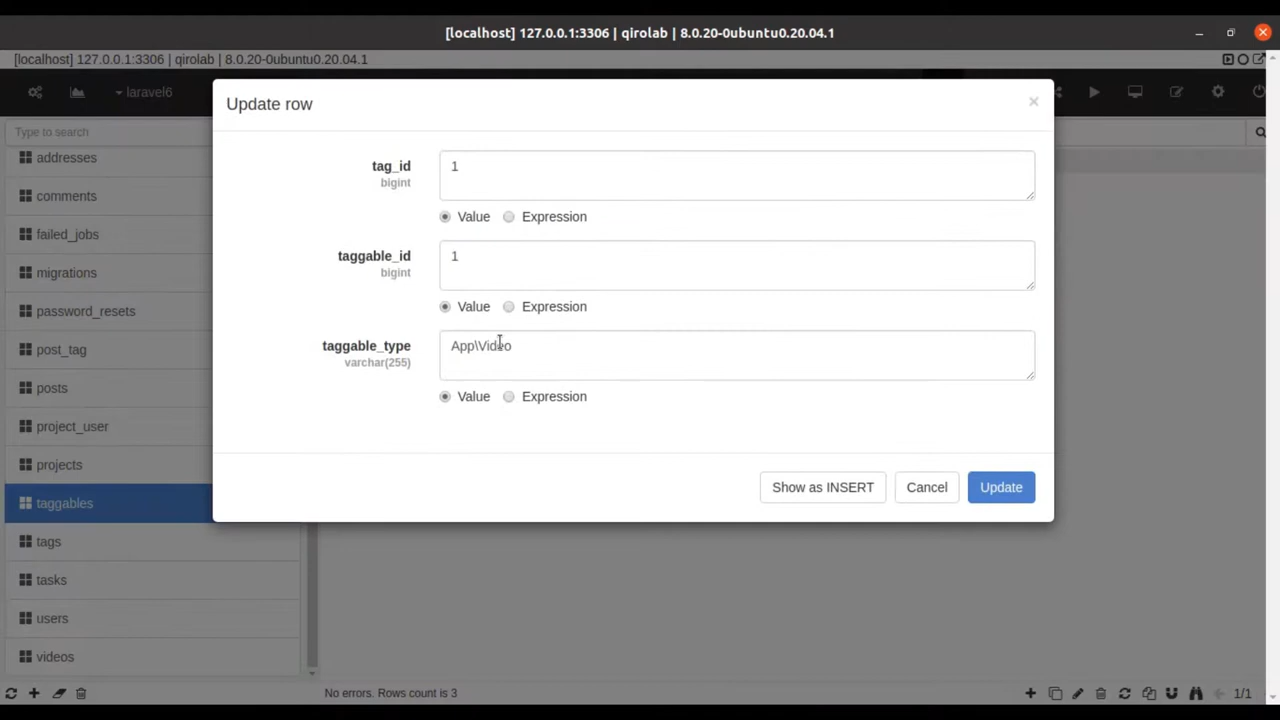 [localhost] 127.0.0.1:3306 | qirolab | 8.0.20-0ubuntu0.20.04.1
[localhost] 127.0.0.1:3306 | qirolab | 8.0.20-0ubuntu0.20.04.1
laravel6
Type to search
addresses
comments
failed_jobs
migrations
password_resets
post_tag
posts
project_user
projects
taggables
tags
tasks
users
videos
Update row
×
tag_id
bigint
1
Value Expression
taggable_id
bigint
1
Value Expression
taggable_type
varchar(255)
App\Video
Value Expression
Show as INSERT Cancel Update
No errors. Rows count is 3
1/1